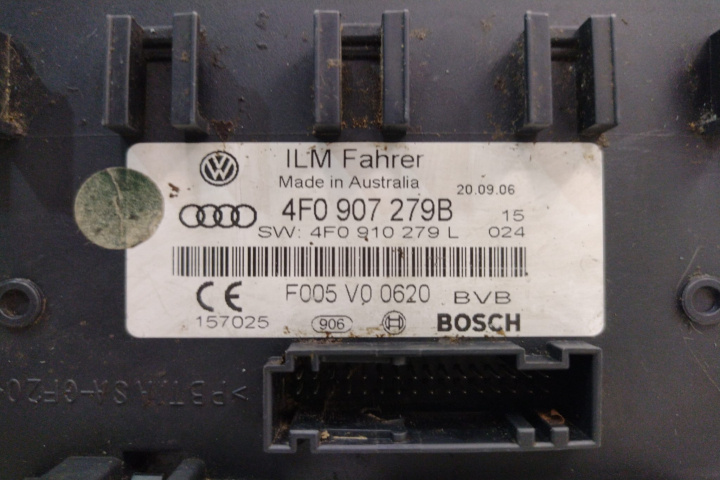 ILM Fahrer
Made in Australia 20.09.06
4F0 907 279B 15
SW: 4F0 910 279 L 024
F005 V0 0620 BVB
CE
157025 906 BOSCH